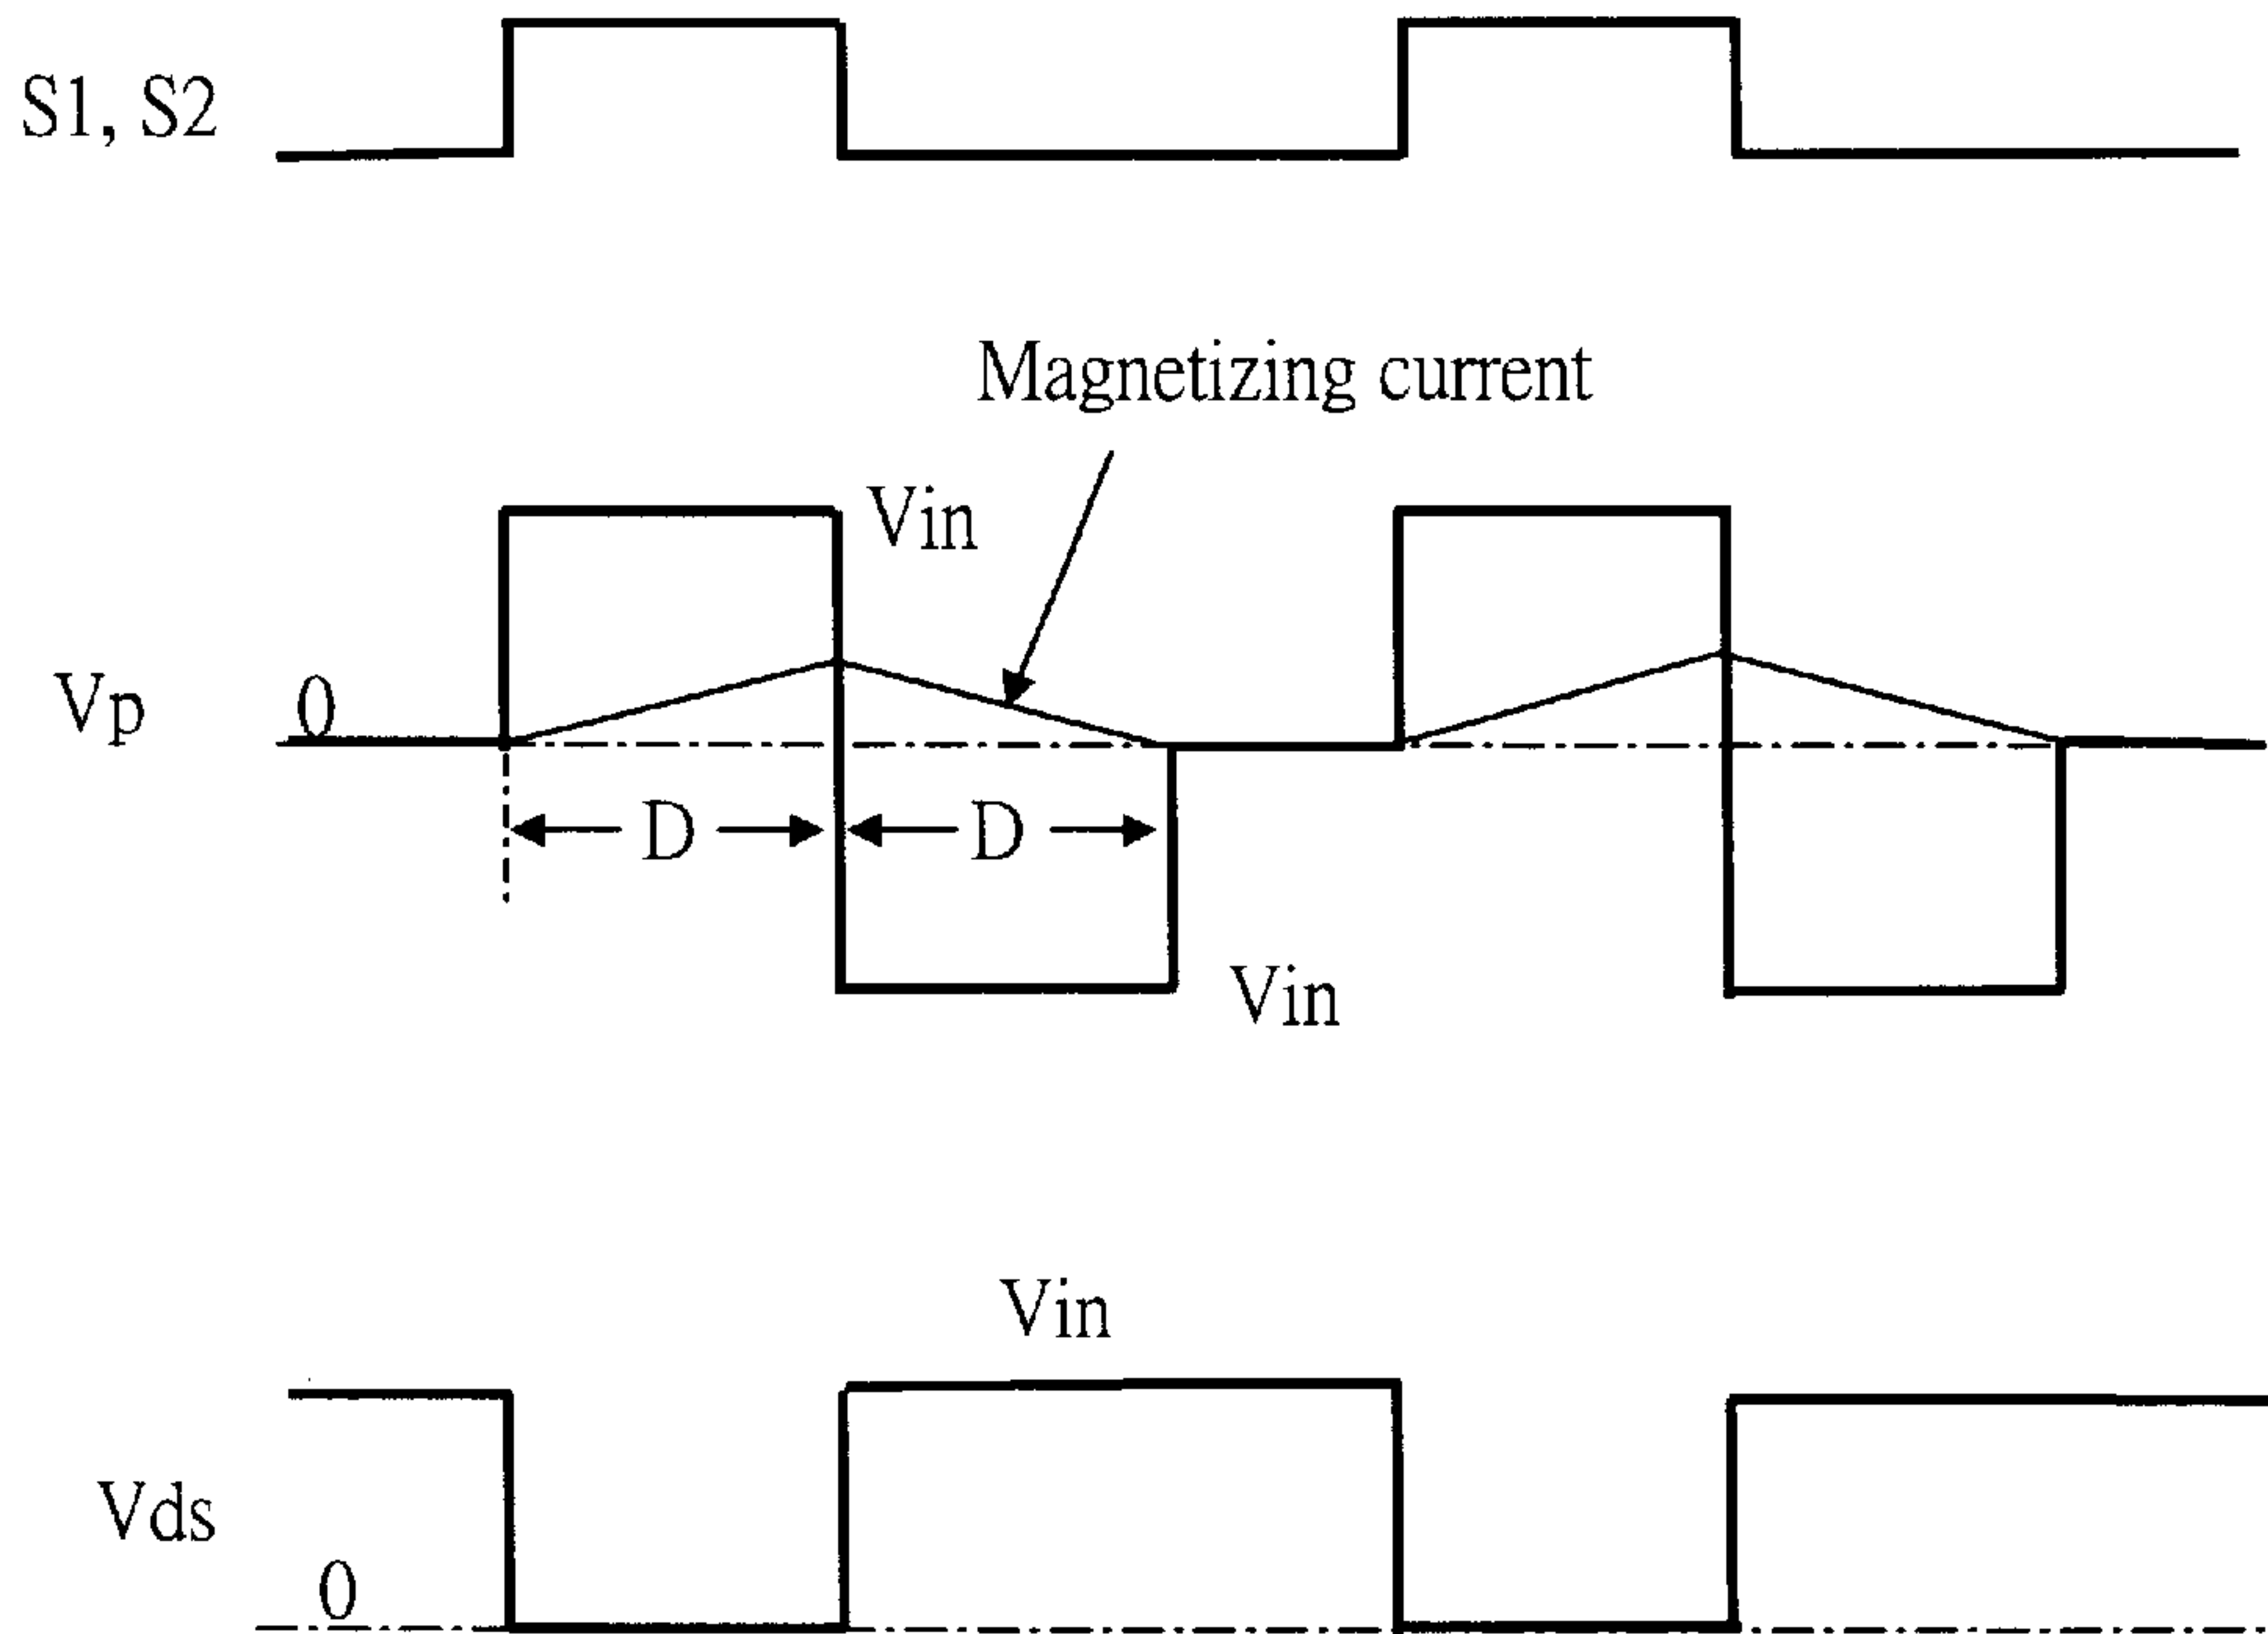 S1, S2
Magnetizing current
Vin
Vp
0
D
D
Vin
Vin
Vds
0